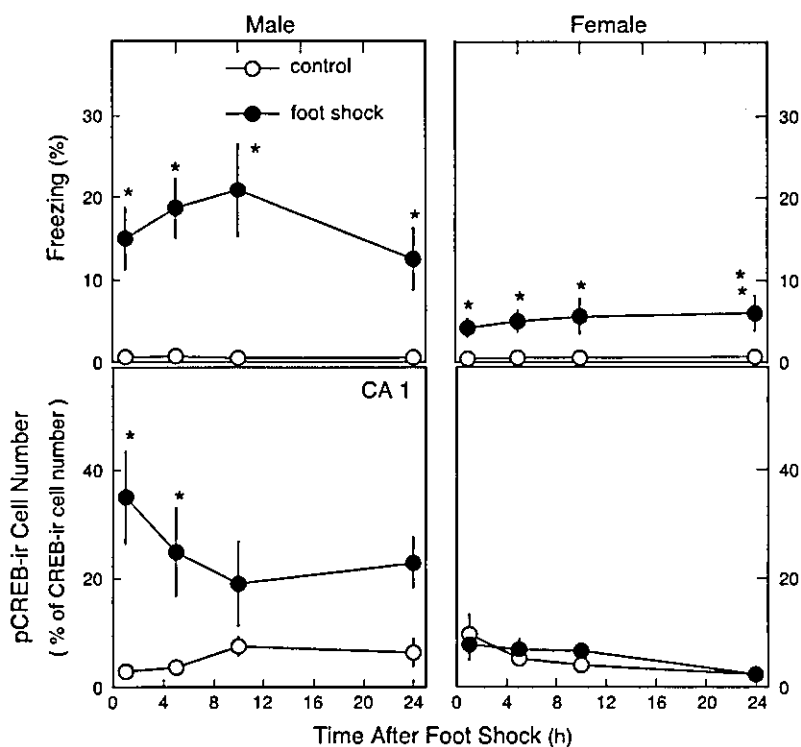 Male Female
control
foot shock
Freezing (%)
30 30
20 20
10 10
0 0
* * * *
* * * * *
CA 1
pCREB-ir Cell Number
( % of CREB-ir cell number)
* *
40 40
20 20
0 0
0 4 8 12 16 20 24 0 4 8 12 16 20 24
Time After Foot Shock (h)